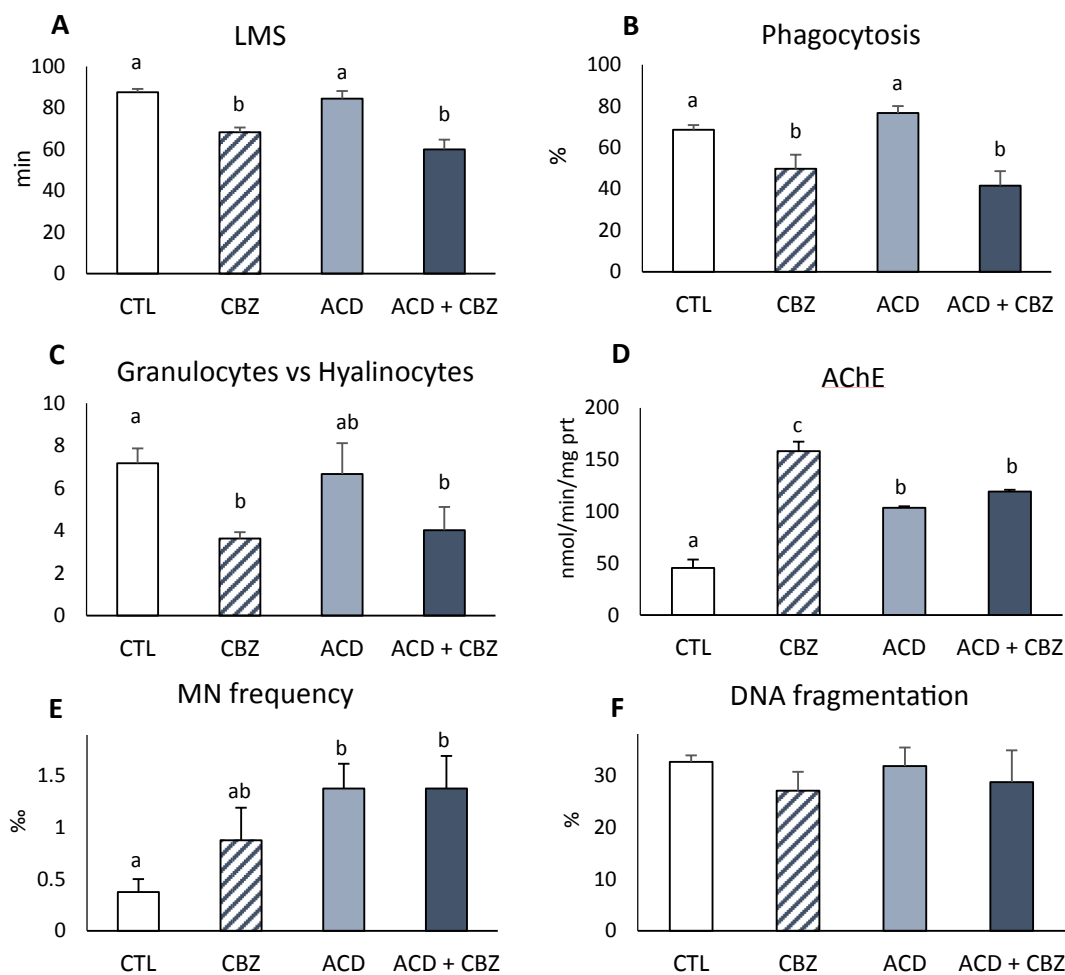 A
LMS
100
80
60
40
20
0
min
a
b
a
b
CTL
CBZ
ACD
ACD + CBZ
B
Phagocytosis
100
80
60
40
20
0
%
a
b
a
b
CTL
CBZ
ACD
ACD + CBZ
C
Granulocytes vs Hyalinocytes
10
8
6
4
2
0
a
b
ab
b
CTL
CBZ
ACD
ACD + CBZ
D
AChE
200
150
100
50
0
nmol/min/mg prt
a
c
b
b
CTL
CBZ
ACD
ACD + CBZ
E
MN frequency
1.5
1
0.5
0
‰
a
ab
b
b
CTL
CBZ
ACD
ACD + CBZ
F
DNA fragmentation
30
20
10
0
%
CTL
CBZ
ACD
ACD + CBZ